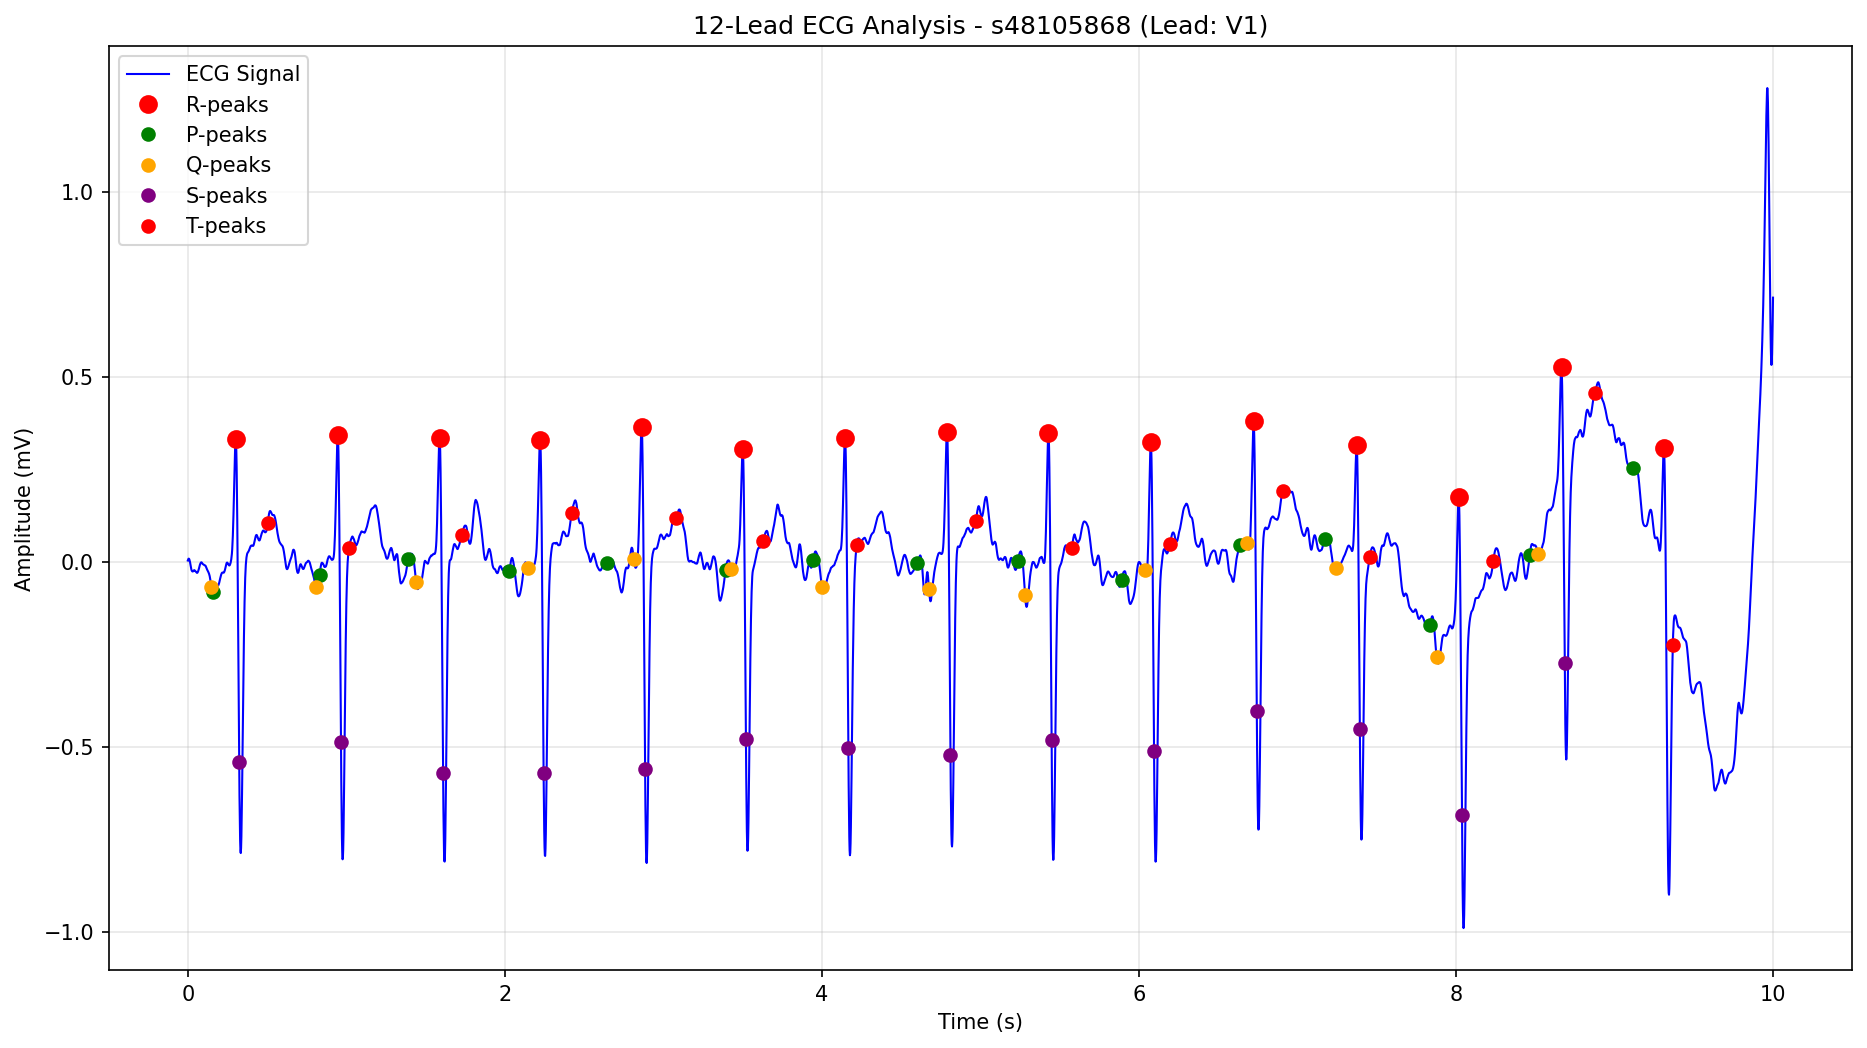 12-Lead ECG Analysis - s48105868 (Lead: V1)
ECG Signal
R-peaks
P-peaks
Q-peaks
S-peaks
T-peaks
Amplitude (mV)
1.0
0.5
0.0
−0.5
−1.0
0
2
4
6
8
10
Time (s)